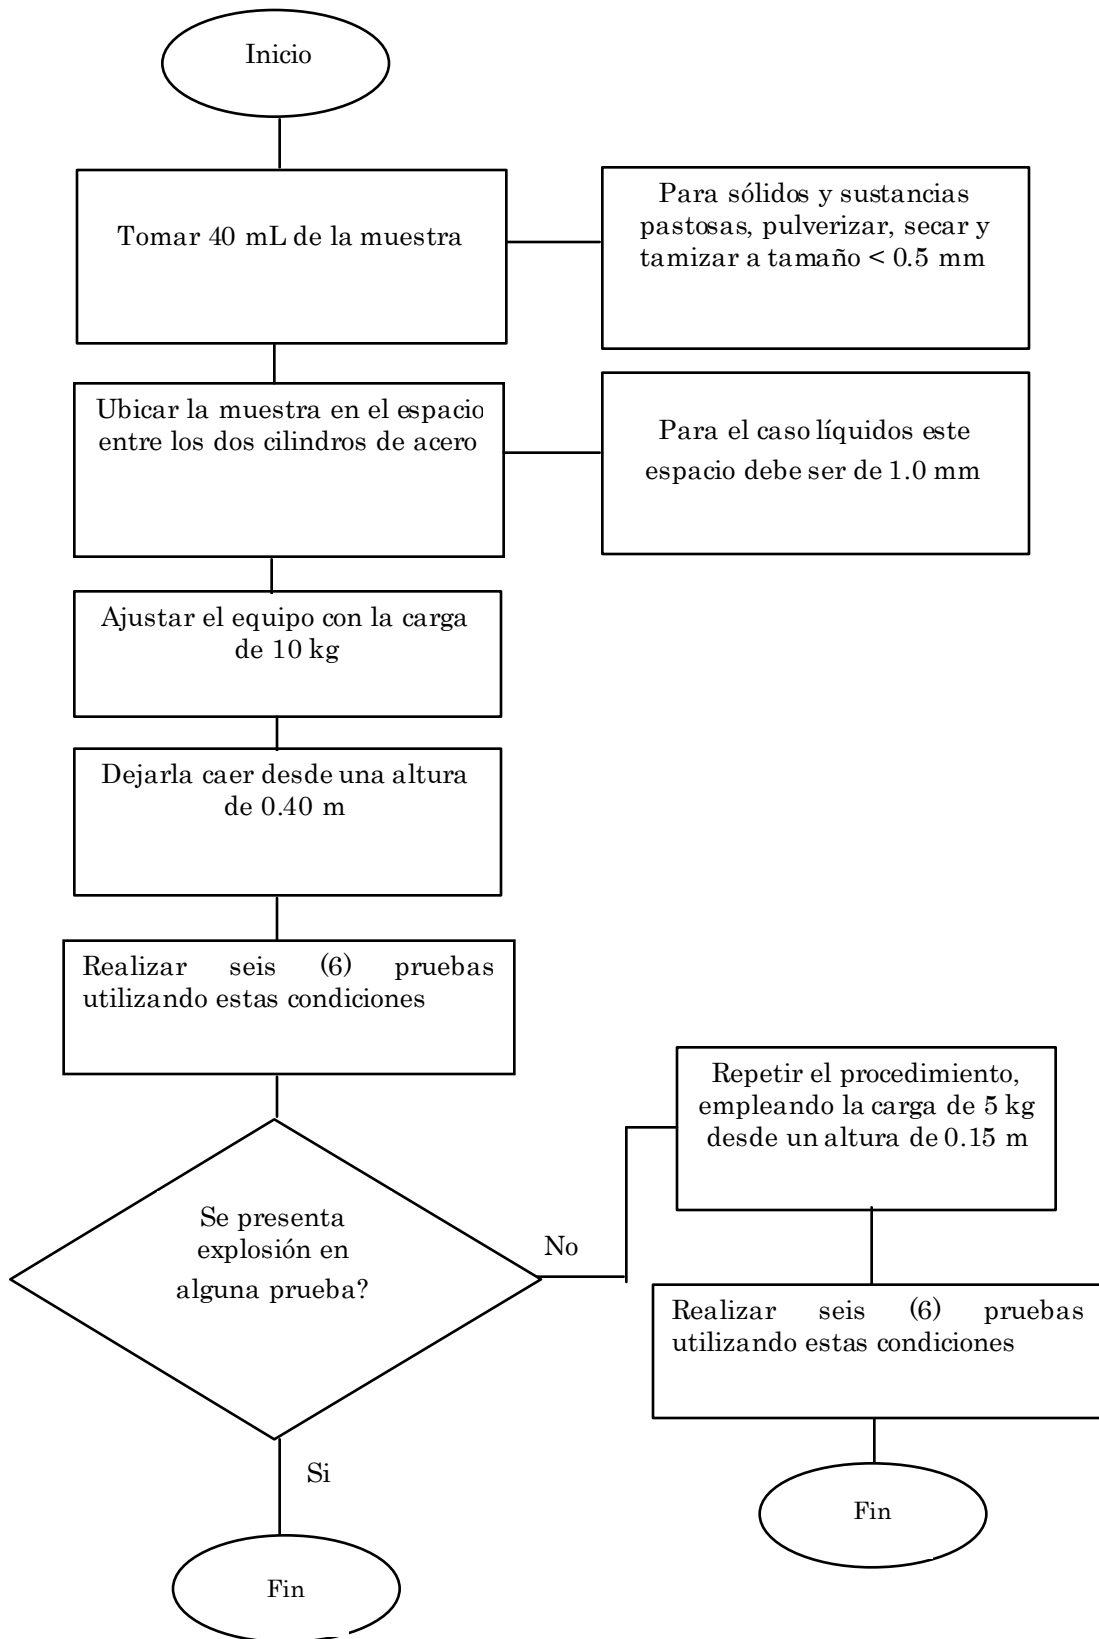 Inicio
Tomar 40 mL de la muestra
Para sólidos y sustancias
pastosas, pulverizar, secar y
tamizar a tamaño < 0.5 mm
Ubicar la muestra en el espacio
entre los dos cilindros de acero
Para el caso líquidos este
espacio debe ser de 1.0 mm
Ajustar el equipo con la carga
de 10 kg
Dejarla caer desde una altura
de 0.40 m
Realizar seis (6) pruebas
utilizando estas condiciones
Se presenta
explosión en
alguna prueba?
No
Repetir el procedimiento,
empleando la carga de 5 kg
desde un altura de 0.15 m
Realizar seis (6) pruebas
utilizando estas condiciones
Si
Fin
Fin